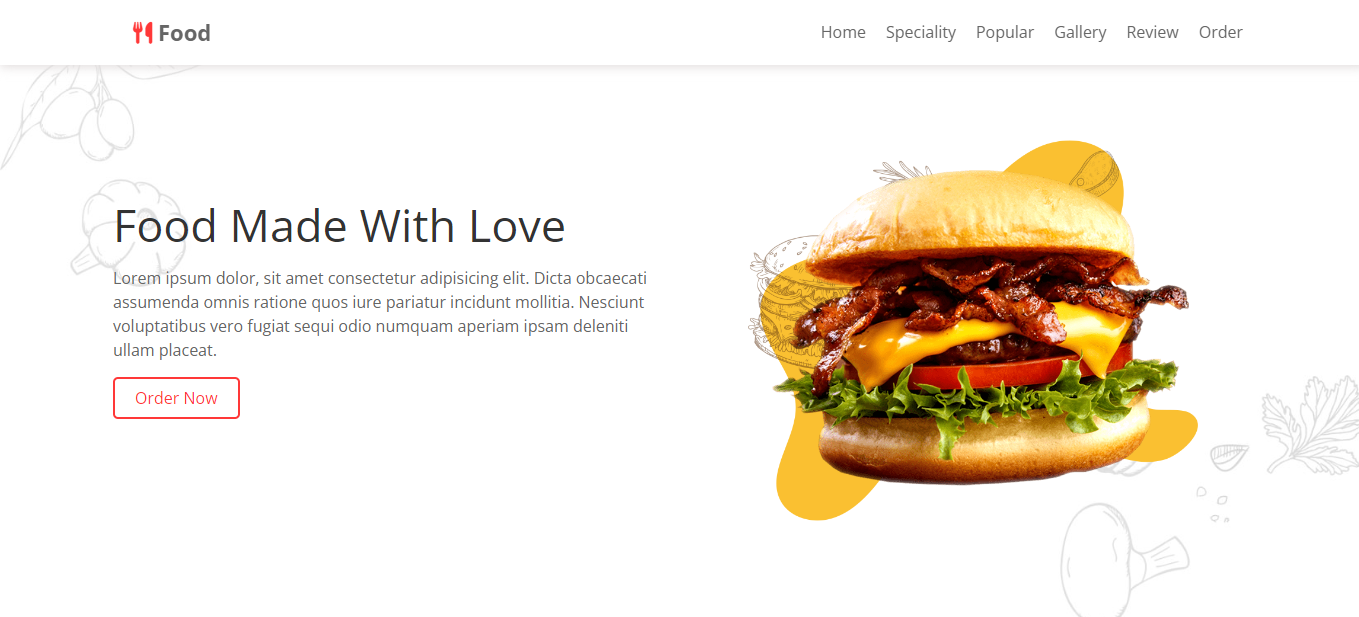 Food
Home Speciality Popular Gallery Review Order
Food Made With Love
Lorem ipsum dolor, sit amet consectetur adipisicing elit. Dicta obcaecati
assumenda omnis ratione quos iure pariatur incidunt mollitia. Nesciunt
voluptatibus vero fugiat sequi odio numquam aperiam ipsam deleniti
ullam placeat.
Order Now